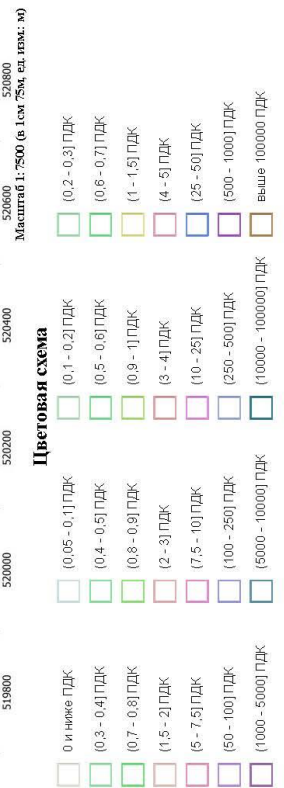 519800 520000 520200 520400 520600 520800
Масштаб 1:7500 (в 1см 75м, ед. изм.: м)
Цветовая схема
0 и ниже ПДК (0,05 - 0,1] ПДК (0,1 - 0,2] ПДК (0,2 - 0,3] ПДК
(0,3 - 0,4] ПДК (0,4 - 0,5] ПДК (0,5 - 0,6] ПДК (0,6 - 0,7] ПДК
(0,7 - 0,8] ПДК (0,8 - 0,9] ПДК (0,9 - 1] ПДК (1 - 1,5] ПДК
(1,5 - 2] ПДК (2 - 3] ПДК (3 - 4] ПДК (4 - 5] ПДК
(5 - 7,5] ПДК (7,5 - 10] ПДК (10 - 25] ПДК (25 - 50] ПДК
(50 - 100] ПДК (100 - 250] ПДК (250 - 500] ПДК (500 - 1000] ПДК
(1000 - 5000] ПДК (5000 - 10000] ПДК (10000 - 100000] ПДК выше 100000 ПДК